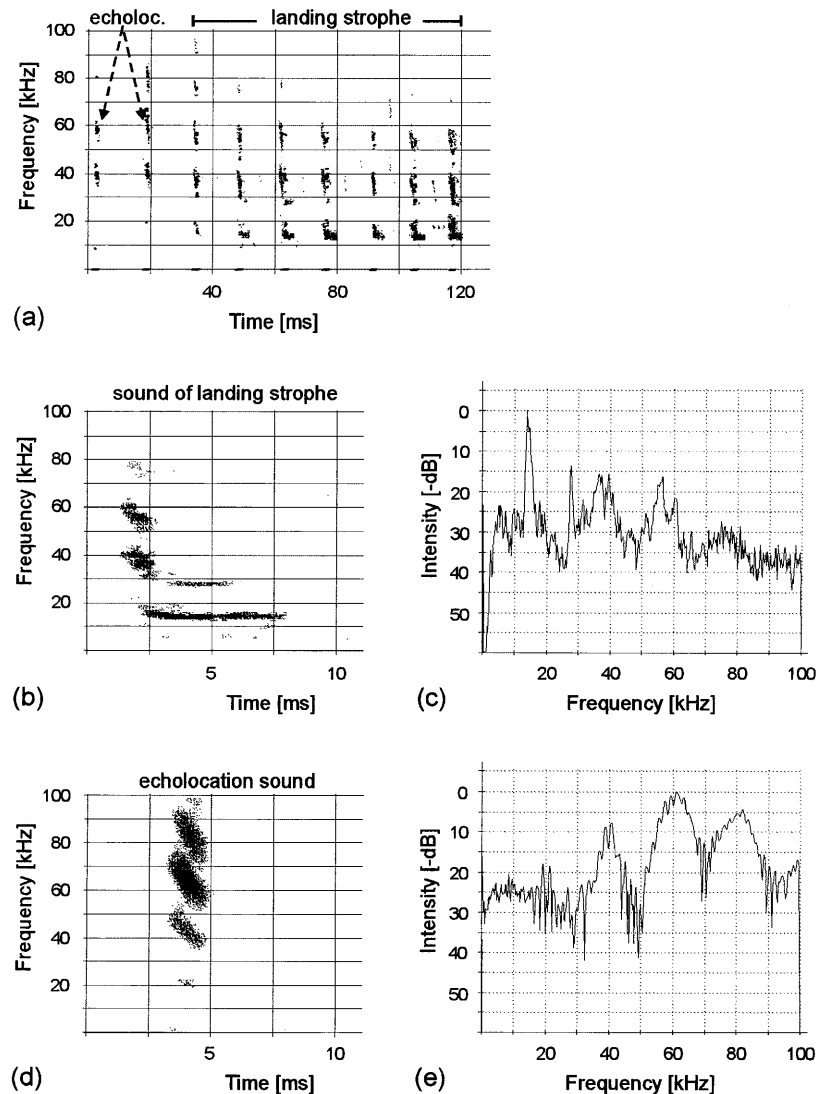 echoloc.
landing strophe
100
80
60
40
20
Frequency [kHz]
40
80
120
Time [ms]
(a)
sound of landing strophe
100
80
60
40
20
Frequency [kHz]
5
10
Time [ms]
(b)
0
10
20
30
40
50
Intensity [-dB]
20
40
60
80
100
Frequency [kHz]
(c)
echolocation sound
100
80
60
40
20
Frequency [kHz]
5
10
Time [ms]
(d)
0
10
20
30
40
50
Intensity [-dB]
20
40
60
80
100
Frequency [kHz]
(e)